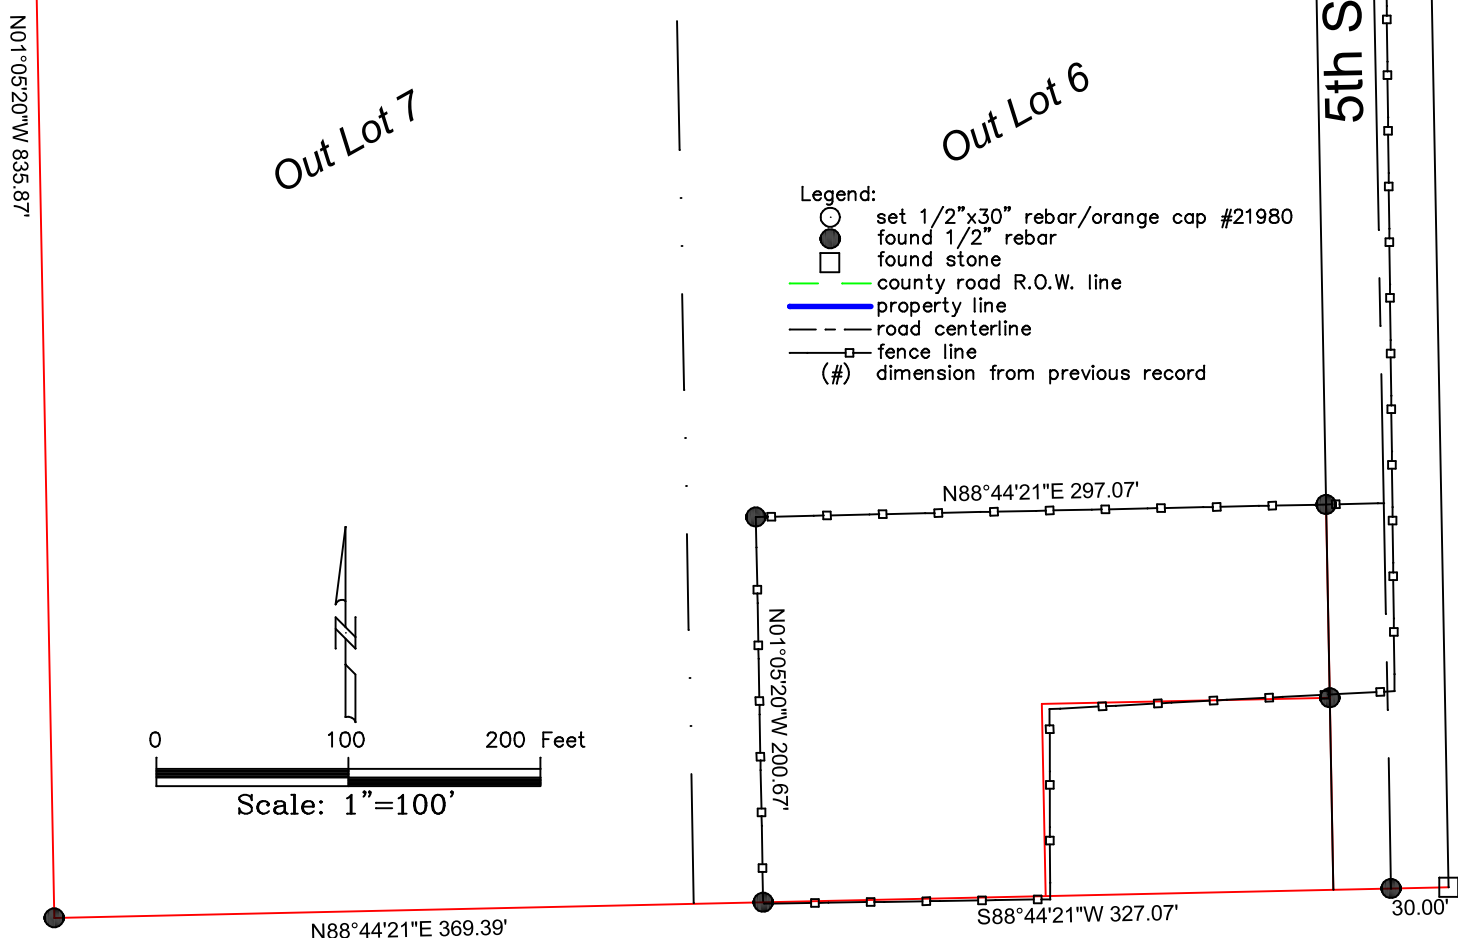 N01°05'20"W 835.87'
Out Lot 7
Out Lot 6
5th S
Legend:
set 1/2"x30" rebar/orange cap #21980
found 1/2" rebar
found stone
county road R.O.W. line
property line
road centerline
fence line
(#) dimension from previous record
N88°44'21"E 297.07'
N01°05'20"W 200.67'
N
0 100 200 Feet
Scale: 1"=100'
N88°44'21"E 369.39'
S88°44'21"W 327.07'
30.00'